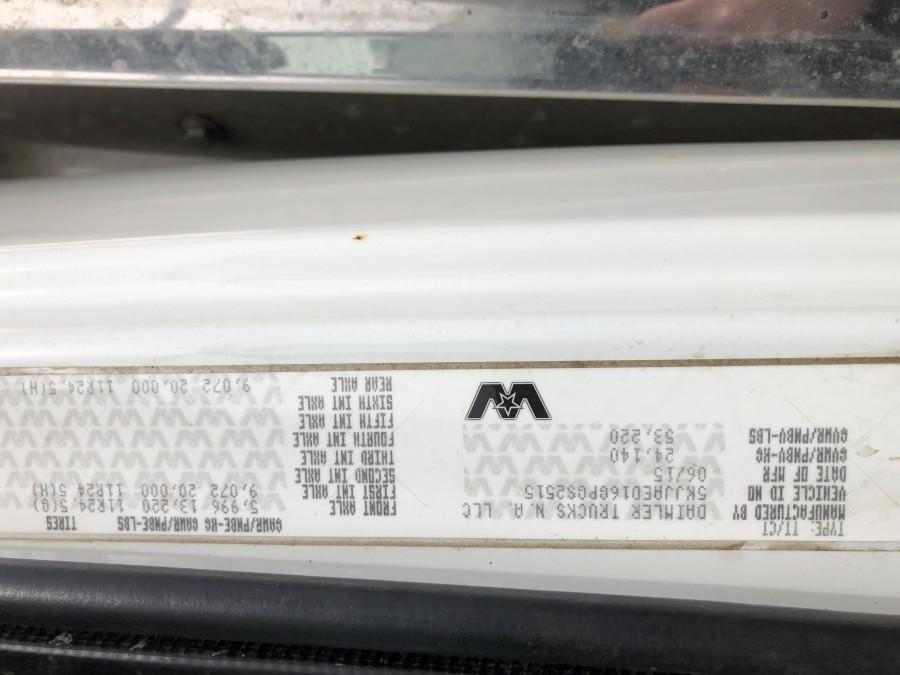 TYPE: TT/CT
MANUFACTURED BY DAIMLER TRUCKS N.A. LLC
VEHICLE ID NO 5KJJAED16GPGS2515
DATE OF MFR 06/15
GVWR/PNBV-KG 24,140
GVWR/PNBV-LBS 53,220
GAWR/PNBE-KG GAWR/PNBE-LBS TIRES
FRONT AXLE 5,996 13,220 11R24.5(G)
FIRST INT AXLE 9,072 20,000 11R24.5(H)
SECOND INT AXLE
THIRD INT AXLE
FOURTH INT AXLE
FIFTH INT AXLE
SIXTH INT AXLE
REAR AXLE 9,072 20,000 11R24.5(H)